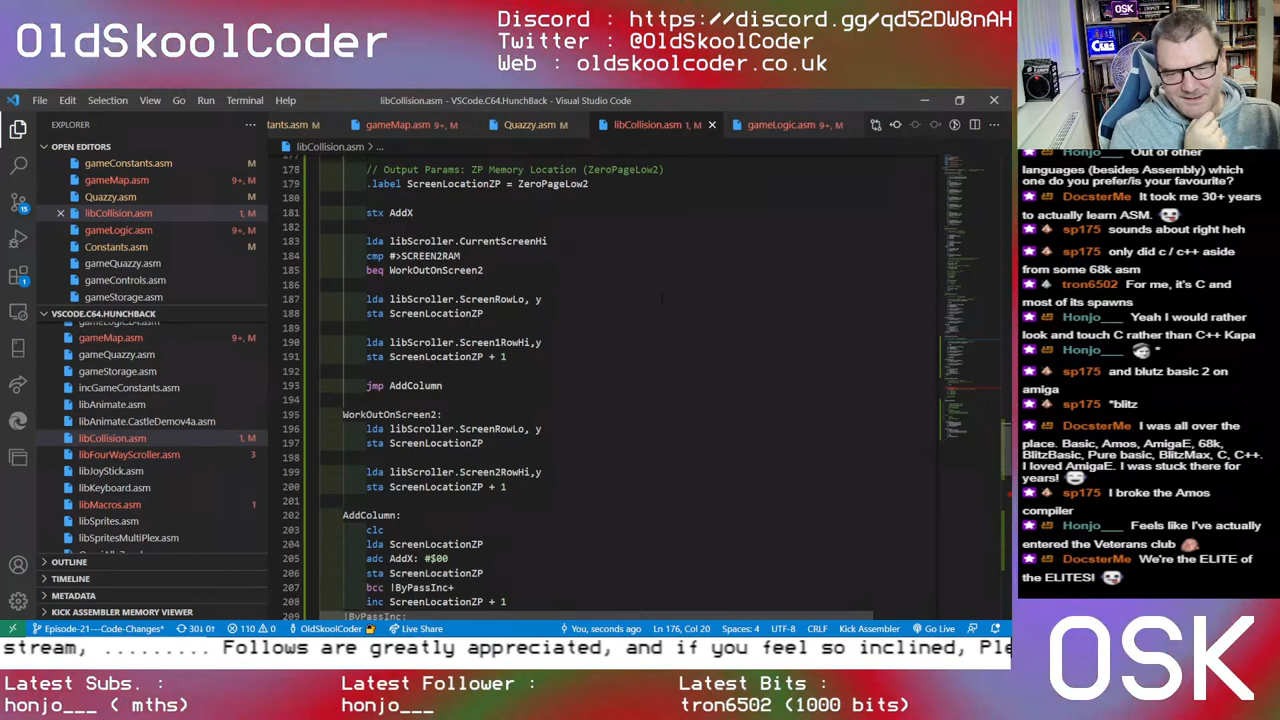 OldSkoolCoder
Discord : https://discord.gg/qd52DW8nAH
Twitter : @OldSkoolCoder
Web : oldskoolcoder.co.uk
OSK
File Edit Selection View Go Run Terminal Help
libCollision.asm - VSCode.C64.HunchBack - Visual Studio Code
EXPLORER
tants.asm M
gameMap.asm 9+, M
Quazzy.asm M
libCollision.asm 1, M
gameLogic.asm 9+, M
OPEN EDITORS
gameConstants.asm M
gameMap.asm 9+, M
Quazzy.asm M
libCollision.asm 1, M
gameLogic.asm 9+, M
Constants.asm M
gameQuazzy.asm
gameStorage.asm
VSCODE.C64.HUNCHBACK
gameMap.asm 9+, M
gameQuazzy.asm
gameStorage.asm
incGameConstants.asm
libAnimate.asm
libAnimate.CastleDemov4a.asm
libCollision.asm 1, M
libFourWayScroller.asm 3
libJoyStick.asm
libKeyboard.asm
libMacros.asm 1
libSprites.asm
libSpritesMultiPlex.asm
OUTLINE
TIMELINE
METADATA
KICK ASSEMBLER MEMORY VIEWER
15
1
libCollision.asm > ...
178 // Output Params: ZP Memory Location (ZeroPageLow2)
179 .label ScreenLocationZP = ZeroPageLow2
180
181 stx AddX
182
183 lda libScroller.CurrentScreenHi
184 cmp #>SCREEN2RAM
185 beq WorkOutOnScreen2
186
187 lda libScroller.ScreenRowLo, y
188 sta ScreenLocationZP
189
190 lda libScroller.Screen1RowHi,y
191 sta ScreenLocationZP + 1
192
193 jmp AddColumn
194
195 WorkOutOnScreen2:
196 lda libScroller.ScreenRowLo, y
197 sta ScreenLocationZP
198
199 lda libScroller.Screen2RowHi,y
200 sta ScreenLocationZP + 1
201
202 AddColumn:
203 clc
204 lda ScreenLocationZP
205 adc AddX: #$00
206 sta ScreenLocationZP
207 bcc !ByPassInc+
208 inc ScreenLocationZP + 1
209 !ByPassInc:
Episode-21---Code-Changes* 30↓ 0↑ 110 0 OldSkoolCoder Live Share
You, seconds ago Ln 176, Col 20 Spaces: 4 UTF-8 CRLF Kick Assembler Go Live
Honjo___: Out of other
languages (besides Assembly) which
one do you prefer/is your favourite?
DocsterMe: It took me 30+ years
to actually learn ASM.
sp175: sounds about right heh
sp175: only did c / c++ aside
from some 68k asm
tron6502: For me, it's C and
most of its spawns
Honjo___: Yeah I would rather
look and touch C rather than C++ Kapa
Honjo___: *
sp175: and blutz basic 2 on
amiga
sp175: *blitz
DocsterMe: I was all over the
place. Basic, Amos, AmigaE, 68k,
BlitzBasic, Pure basic, BlitzMax, C, C++.
I loved AmigaE. I was stuck there for
years!
sp175: I broke the Amos
compiler
Honjo___: Feels like I've actually
entered the Veterans club
DocsterMe: We're the ELITE of
the ELITES!
stream, ......... Follows are greatly appreciated, and if you feel so inclined, Ple
Latest Subs. :
honjo___ ( mths)
Latest Follower :
honjo___
Latest Bits :
tron6502 (1000 bits)
OSK